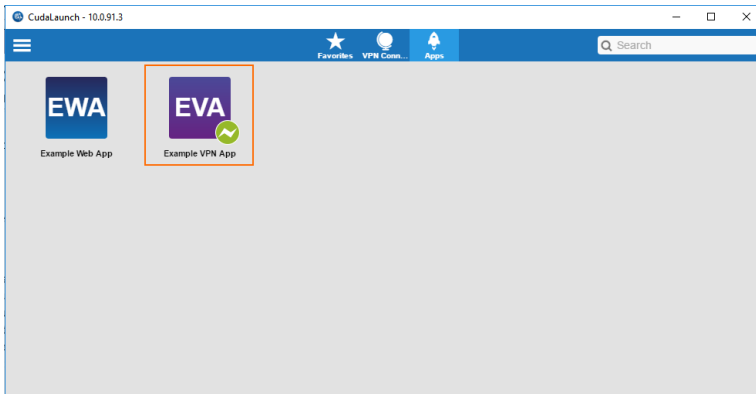 CudaLaunch - 10.0.91.3
Favorites VPN Conn... Apps
Search
EWA EVA
Example Web App Example VPN App